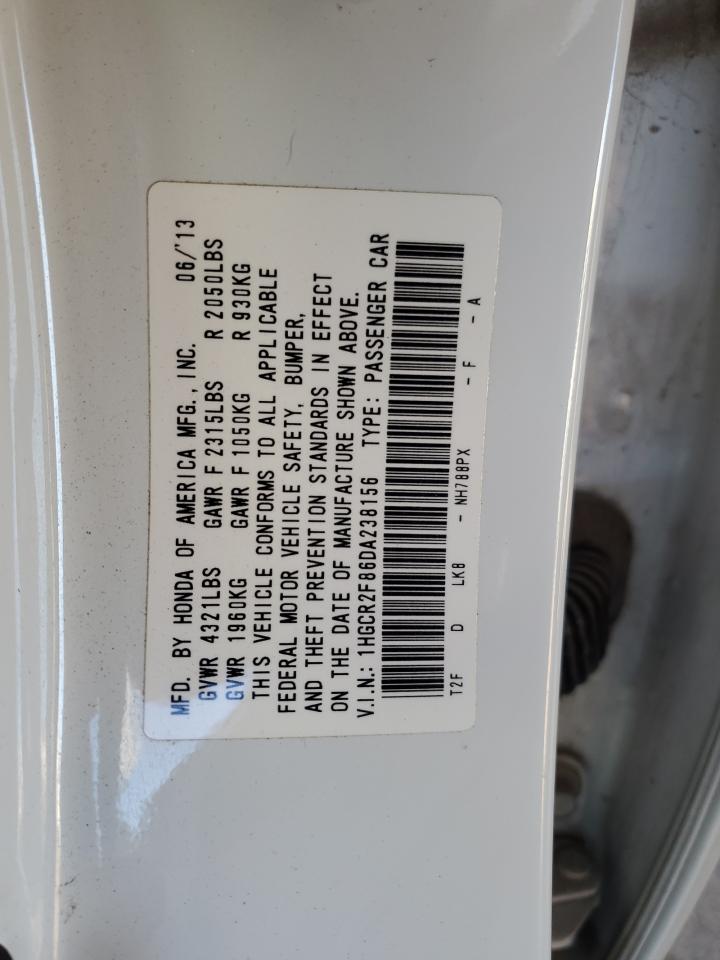 MFD. BY HONDA OF AMERICA MFG., INC. 06/'13
GVWR 4321LBS GAWR F 2315LBS R 2050LBS
GVWR 1960KG GAWR F 1050KG R 930KG
THIS VEHICLE CONFORMS TO ALL APPLICABLE
FEDERAL MOTOR VEHICLE SAFETY, BUMPER,
AND THEFT PREVENTION STANDARDS IN EFFECT
ON THE DATE OF MANUFACTURE SHOWN ABOVE.
V.I.N.: 1HGCR2F86DA238156 TYPE: PASSENGER CAR
T2F D LK8 - NH788PX - F - A